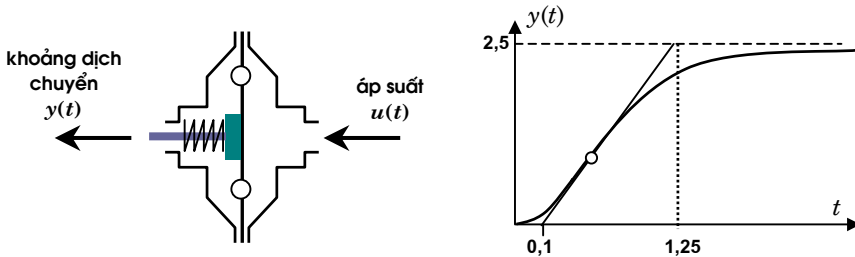 khoảng dịch
chuyển
y(t)
áp suất
u(t)
y(t)
2,5
t
0,1
1,25